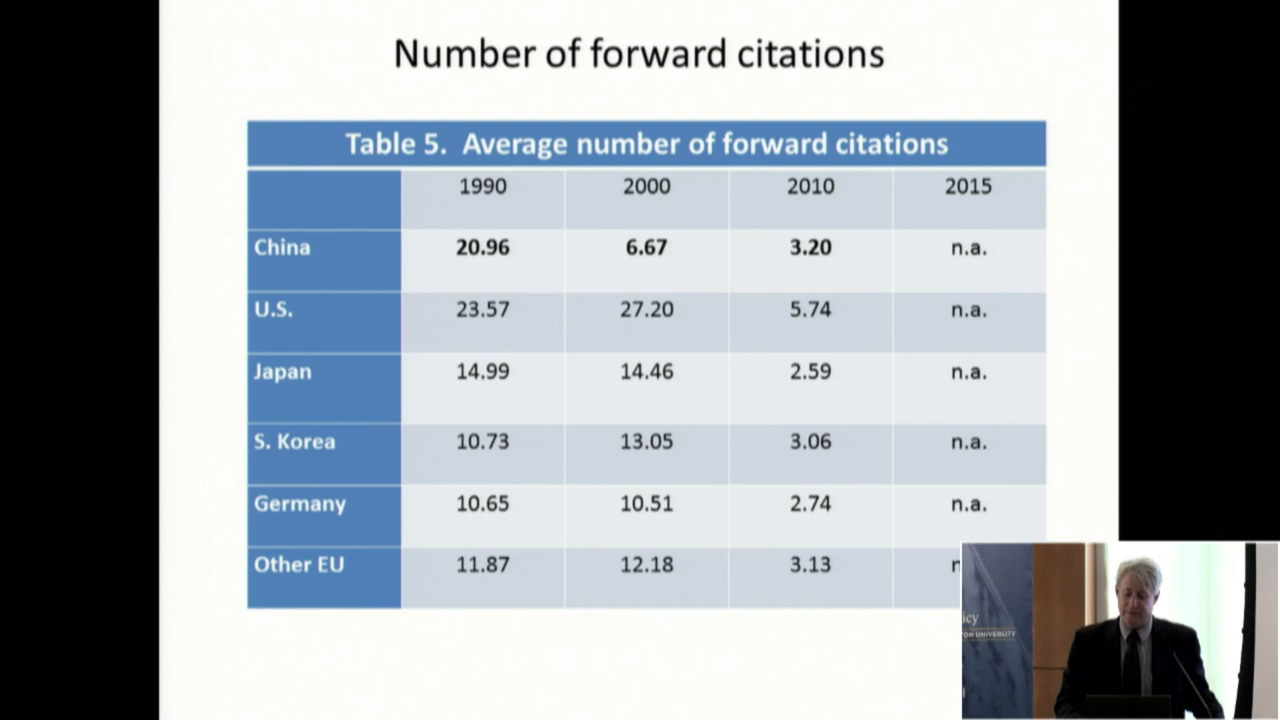 Number of forward citations
Table 5. Average number of forward citations
1990 2000 2010 2015
China 20.96 6.67 3.20 n.a.
U.S. 23.57 27.20 5.74 n.a.
Japan 14.99 14.46 2.59 n.a.
S. Korea 10.73 13.05 3.06 n.a.
Germany 10.65 10.51 2.74 n.a.
Other EU 11.87 12.18 3.13
UNIVERSITY